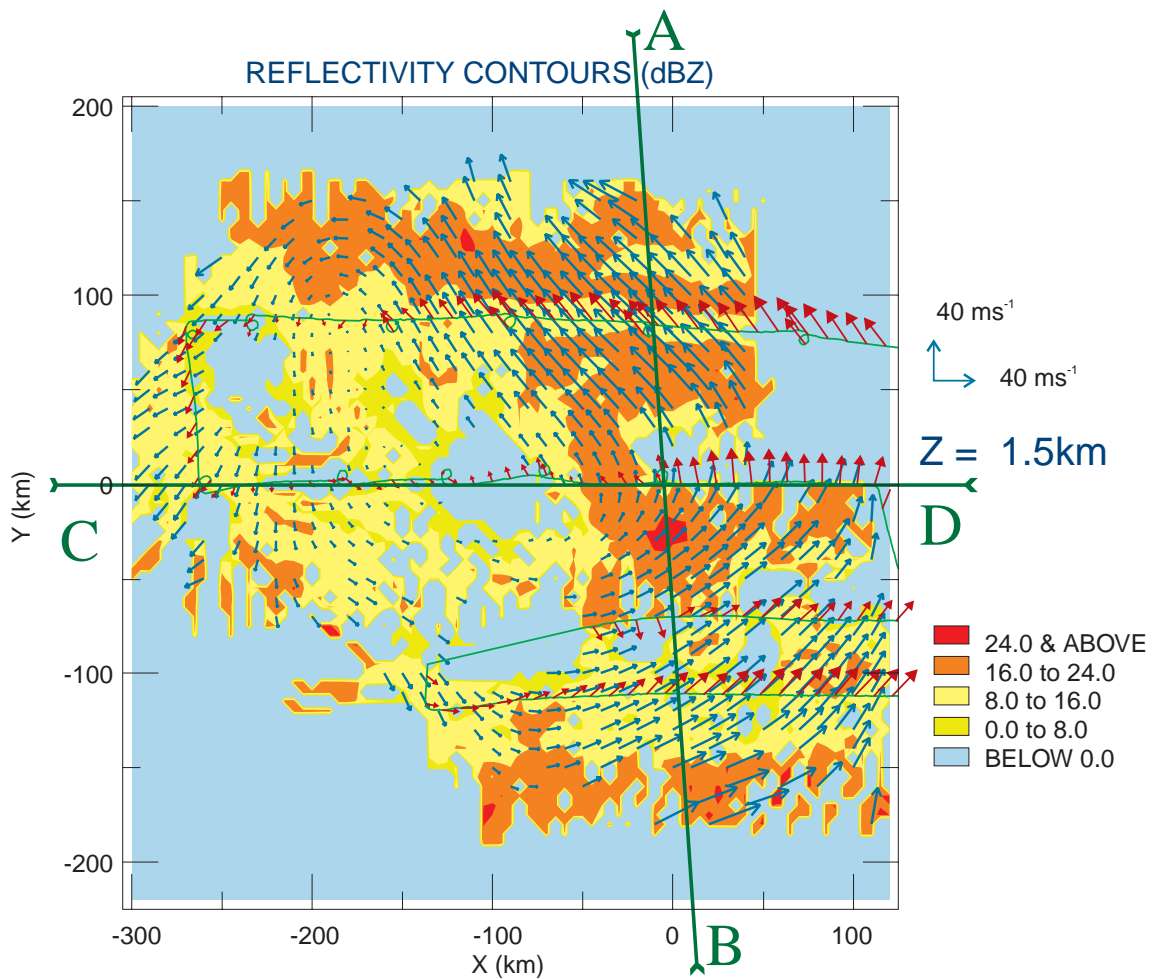 A
REFLECTIVITY CONTOURS (dBZ)
200
100
0
-100
-200
Y (km)
-300
-200
-100
0
100
X (km)
C
D
B
40 ms-1
40 ms-1
Z = 1.5km
24.0 & ABOVE
16.0 to 24.0
8.0 to 16.0
0.0 to 8.0
BELOW 0.0